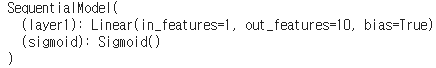 SequentialModel(
  (layer1): Linear(in_features=1, out_features=10, bias=True)
  (sigmoid): Sigmoid()
)